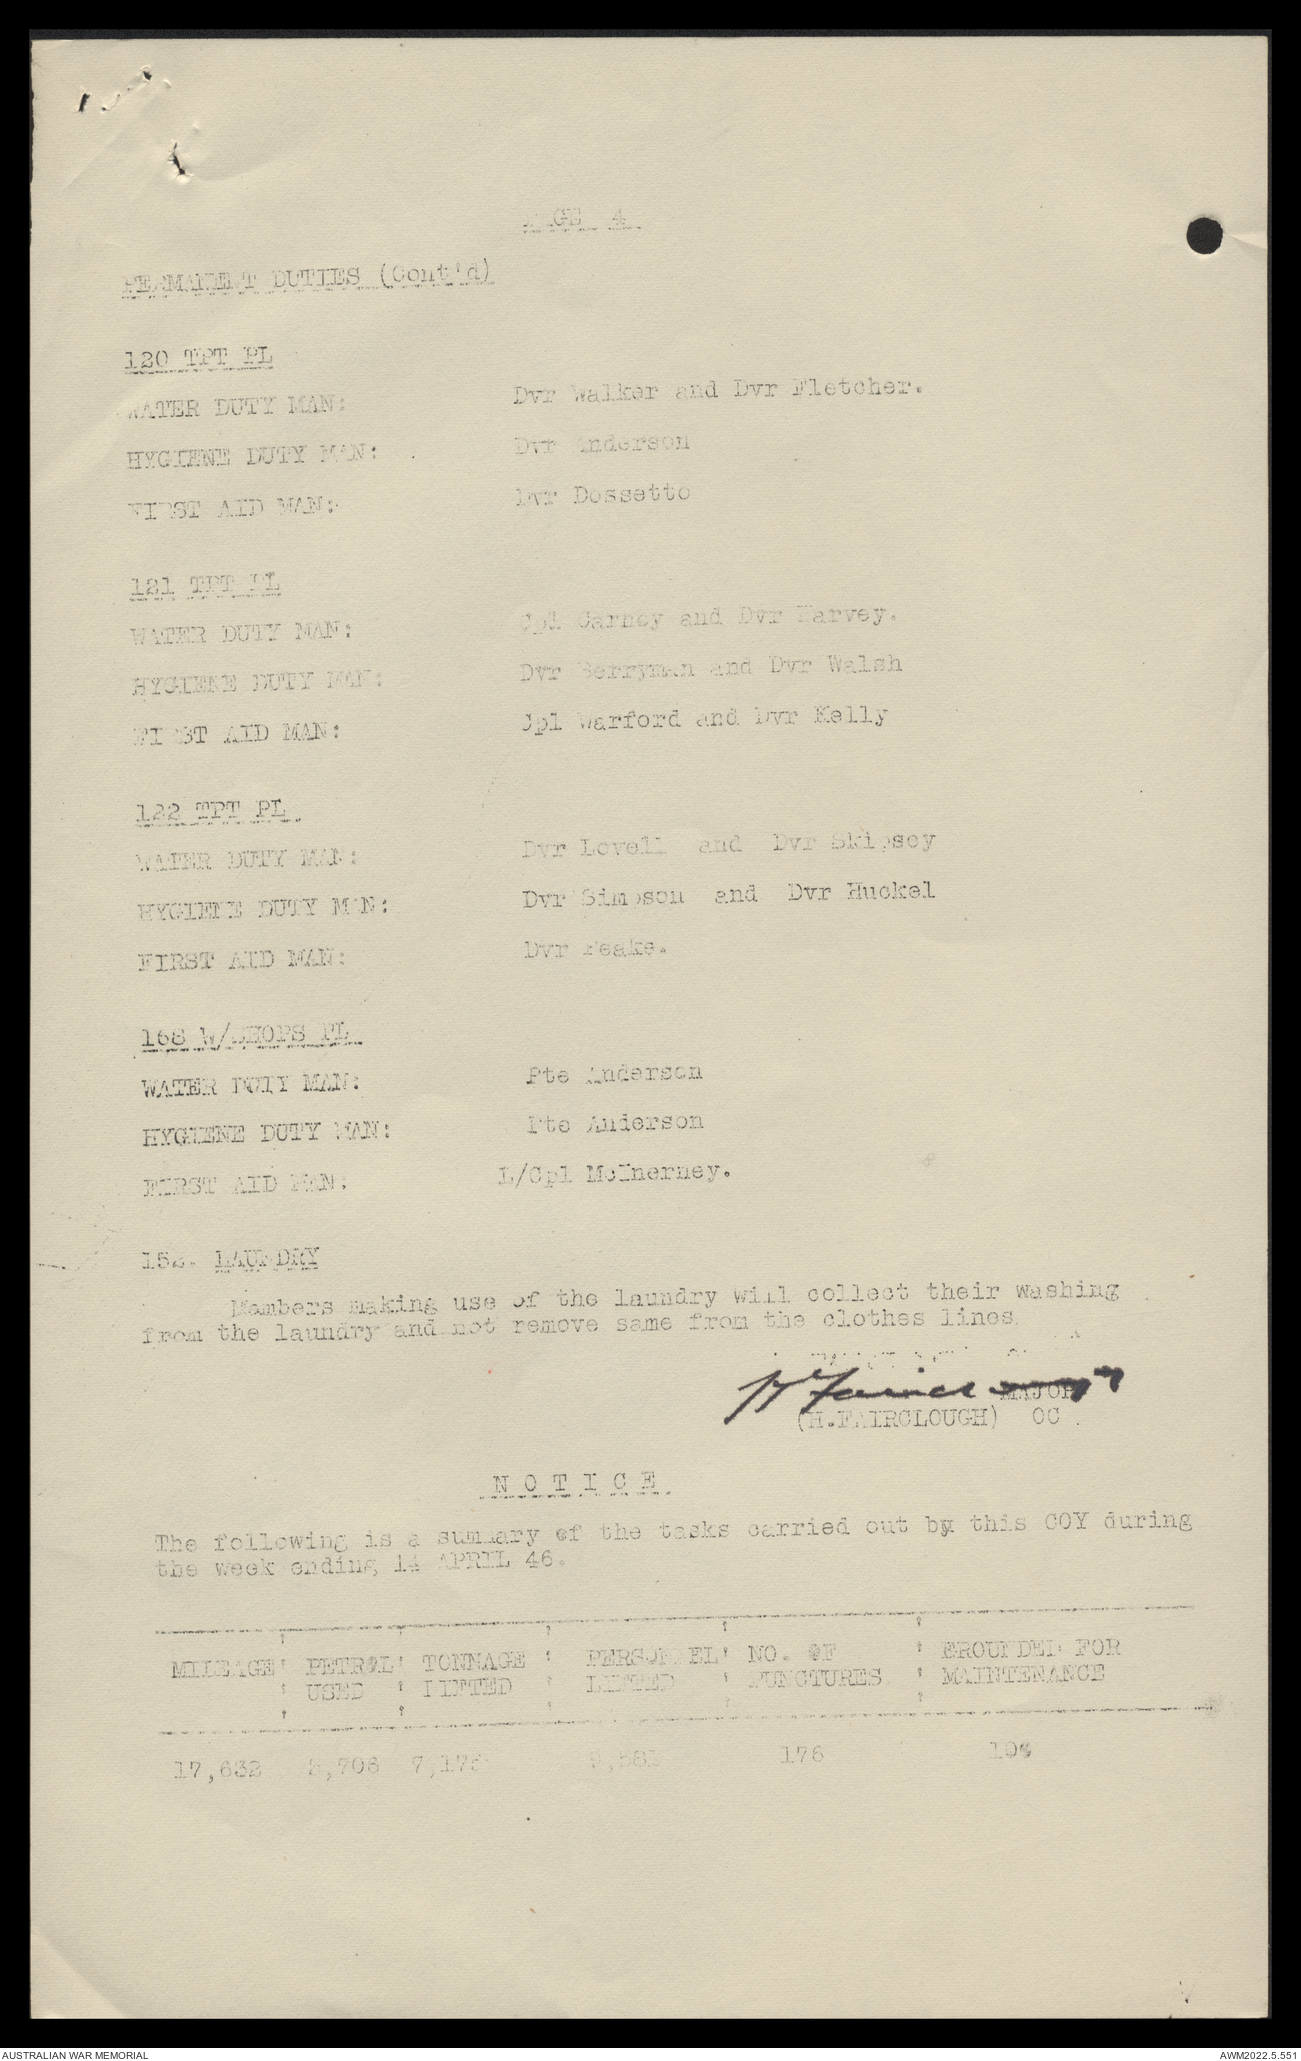 PAGE 4.
PERMANENT DUTIES (Cont'd)
120 TPT PL
WATER DUTY MAN: Dvr Walker and Dvr Fletcher.
HYGIENE DUTY MAN: Dvr Anderson
FIRST AID MAN: Dvr Dossetto
121 TPT PL
WATER DUTY MAN: Cpl Carney and Dvr Harvey.
HYGIENE DUTY MAN: Dvr Berryman and Dvr Walsh
FIRST AID MAN: Cpl Warford and Dvr Kelly
122 TPT PL.
WATER DUTY MAN: Dvr Lovell and Dvr Skipsey
HYGIENE DUTY MAN: Dvr Simpson and Dvr Huckel
FIRST AID MAN: Dvr Peake.
168 W/SHOPS PL.
WATER DUTY MAN: Pte Anderson
HYGIENE DUTY MAN: Pte Anderson
FIRST AID MAN: L/Cpl McInerney.
152. LAUNDRY
Members making use of the laundry will collect their washing
from the laundry and not remove same from the clothes lines.
H Fairclough MAJOR
(H.FAIRCLOUGH) OC.
N O T I C E.
The following is a summary of the tasks carried out by this COY during
the week ending 14 APRIL 46.
MILEAGE PETROL TONNAGE PERSONNEL NO. OF GROUNDED FOR
USED LIFTED LIFTED PUNCTURES MAINTENANCE
17,632 176
AUSTRALIAN WAR MEMORIAL AWM2022.5.551